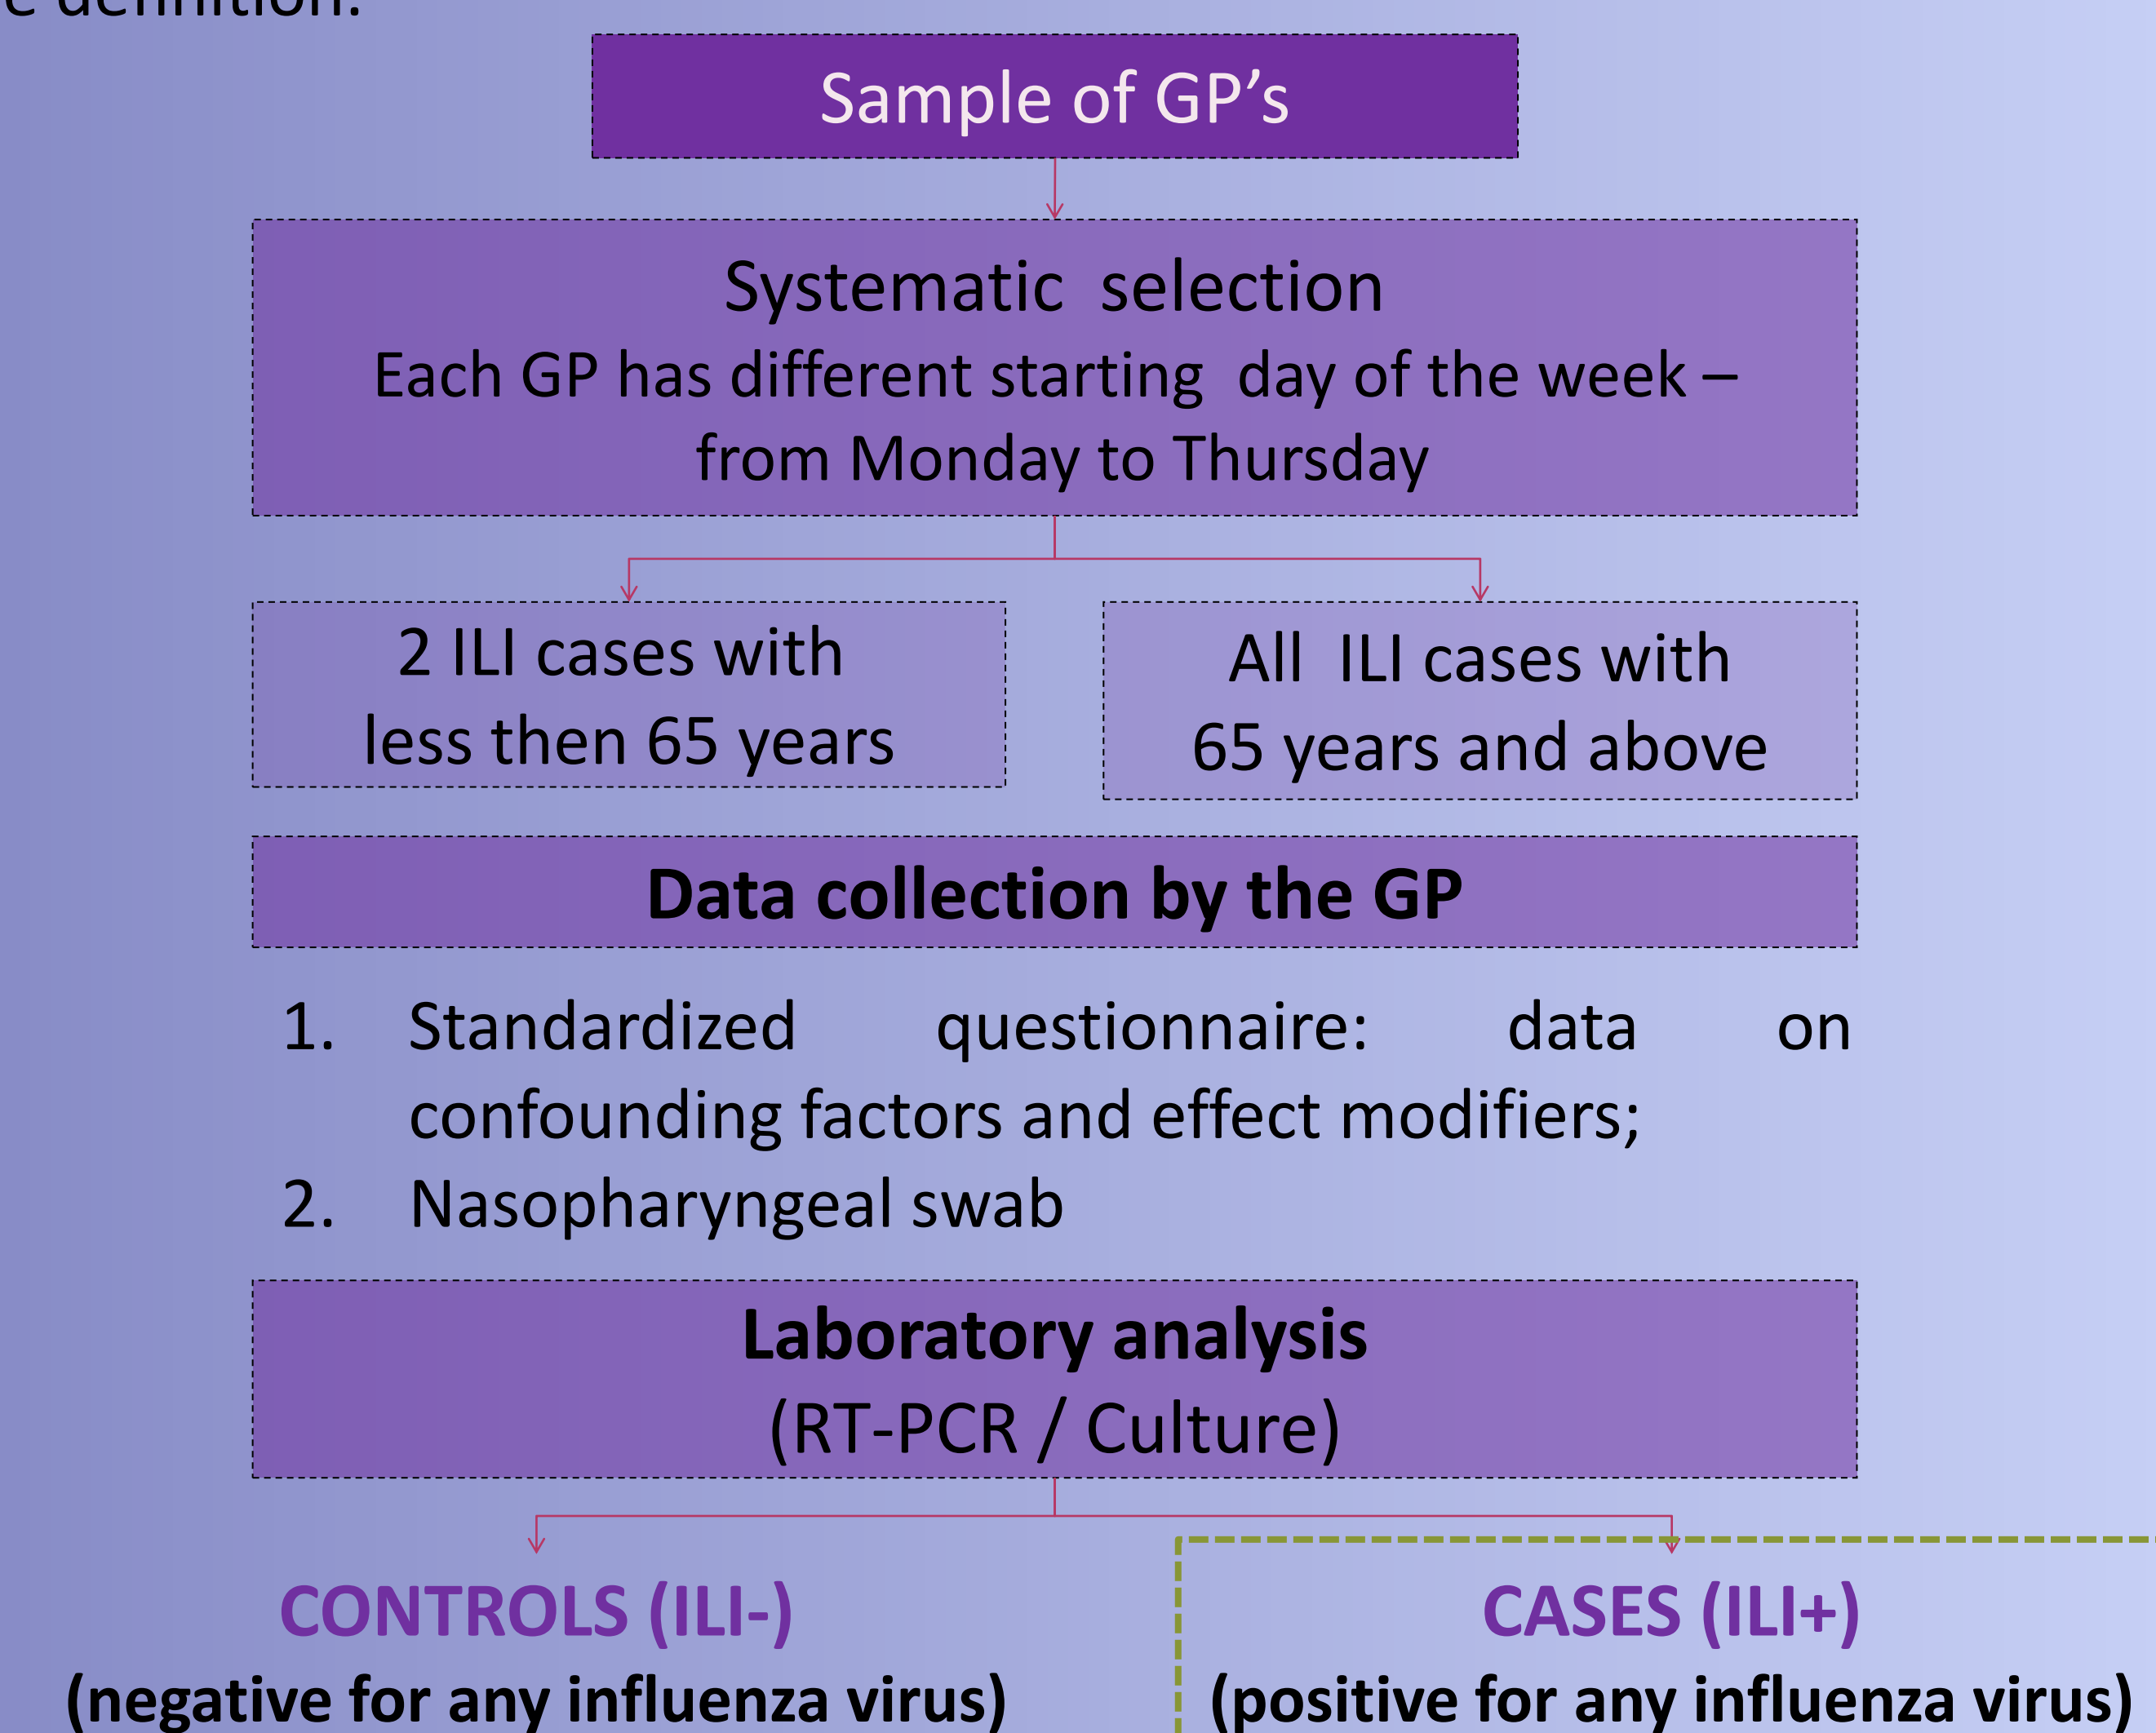 e definition.
Sample of GP’s
Systematic selection
Each GP has different starting day of the week –
from Monday to Thursday
2 ILI cases with
less then 65 years
All ILI cases with
65 years and above
Data collection by the GP
1. Standardized questionnaire: data on
confounding factors and effect modifiers;
2. Nasopharyngeal swab
Laboratory analysis
(RT-PCR / Culture)
CONTROLS (ILI-)
(negative for any influenza virus)
CASES (ILI+)
(positive for any influenza virus)